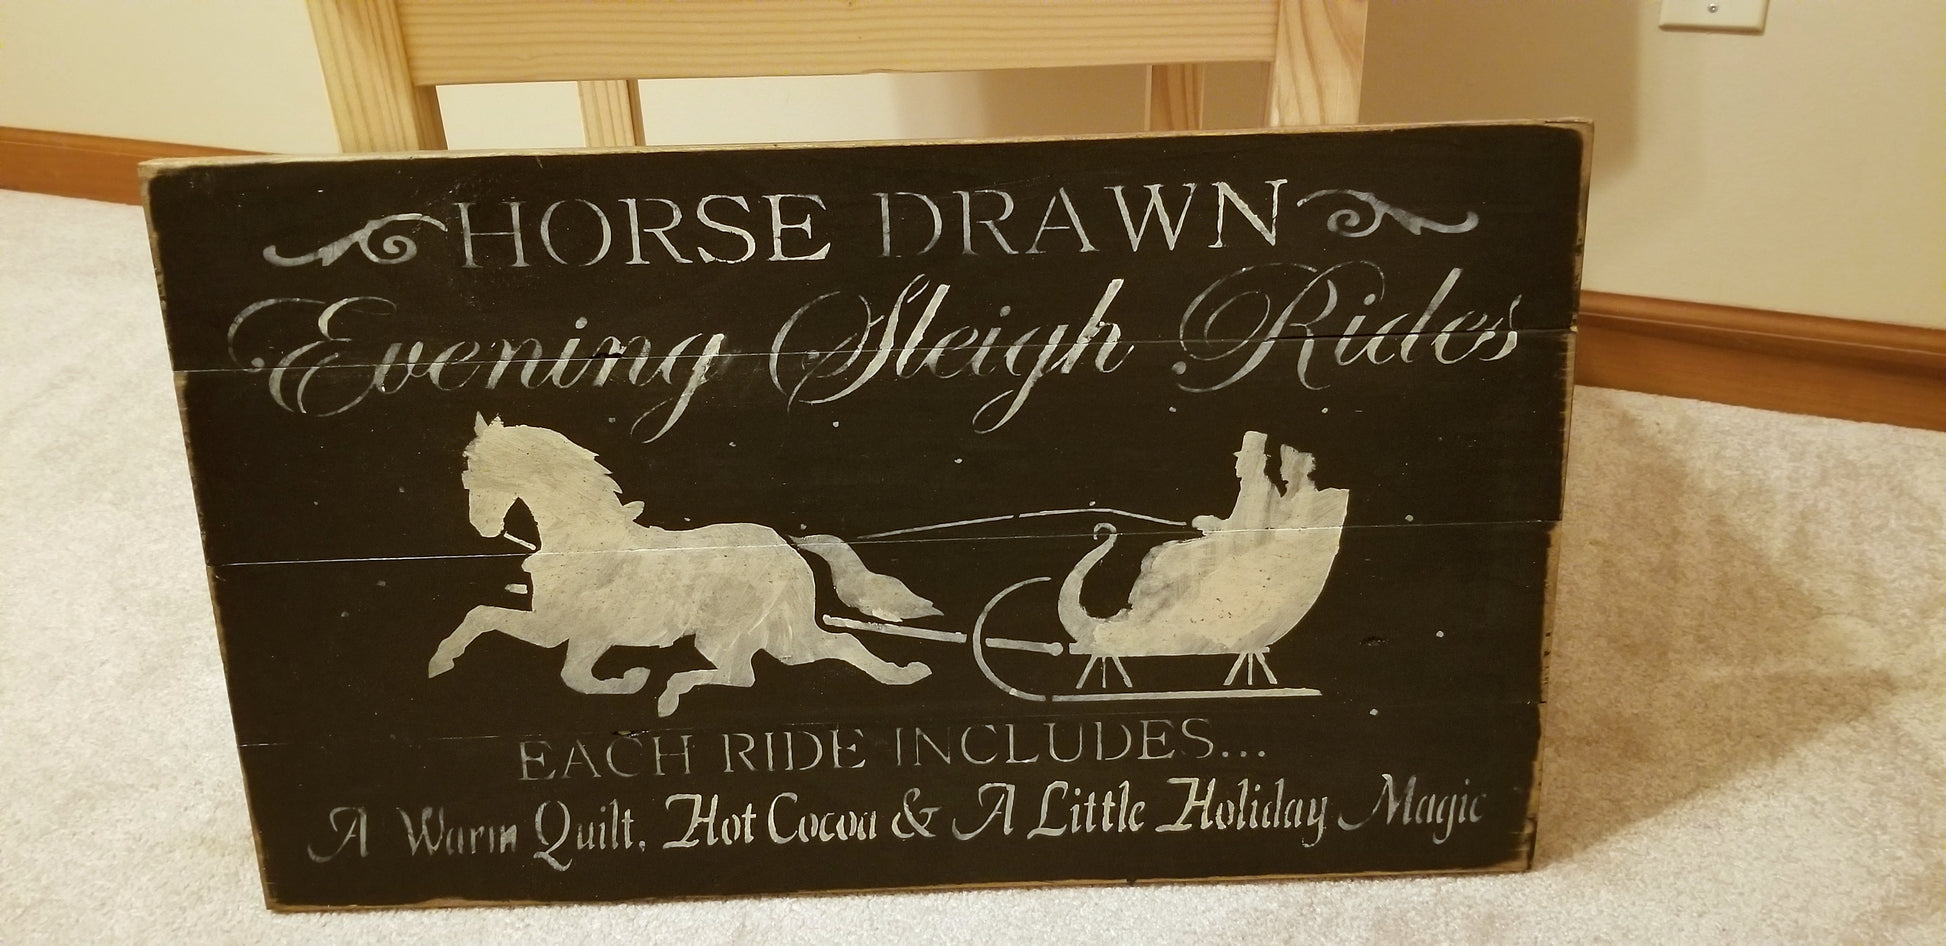 HORSE DRAWN
Evening Sleigh Rides
EACH RIDE INCLUDES...
A Warm Quilt, Hot Cocoa & A Little Holiday Magic